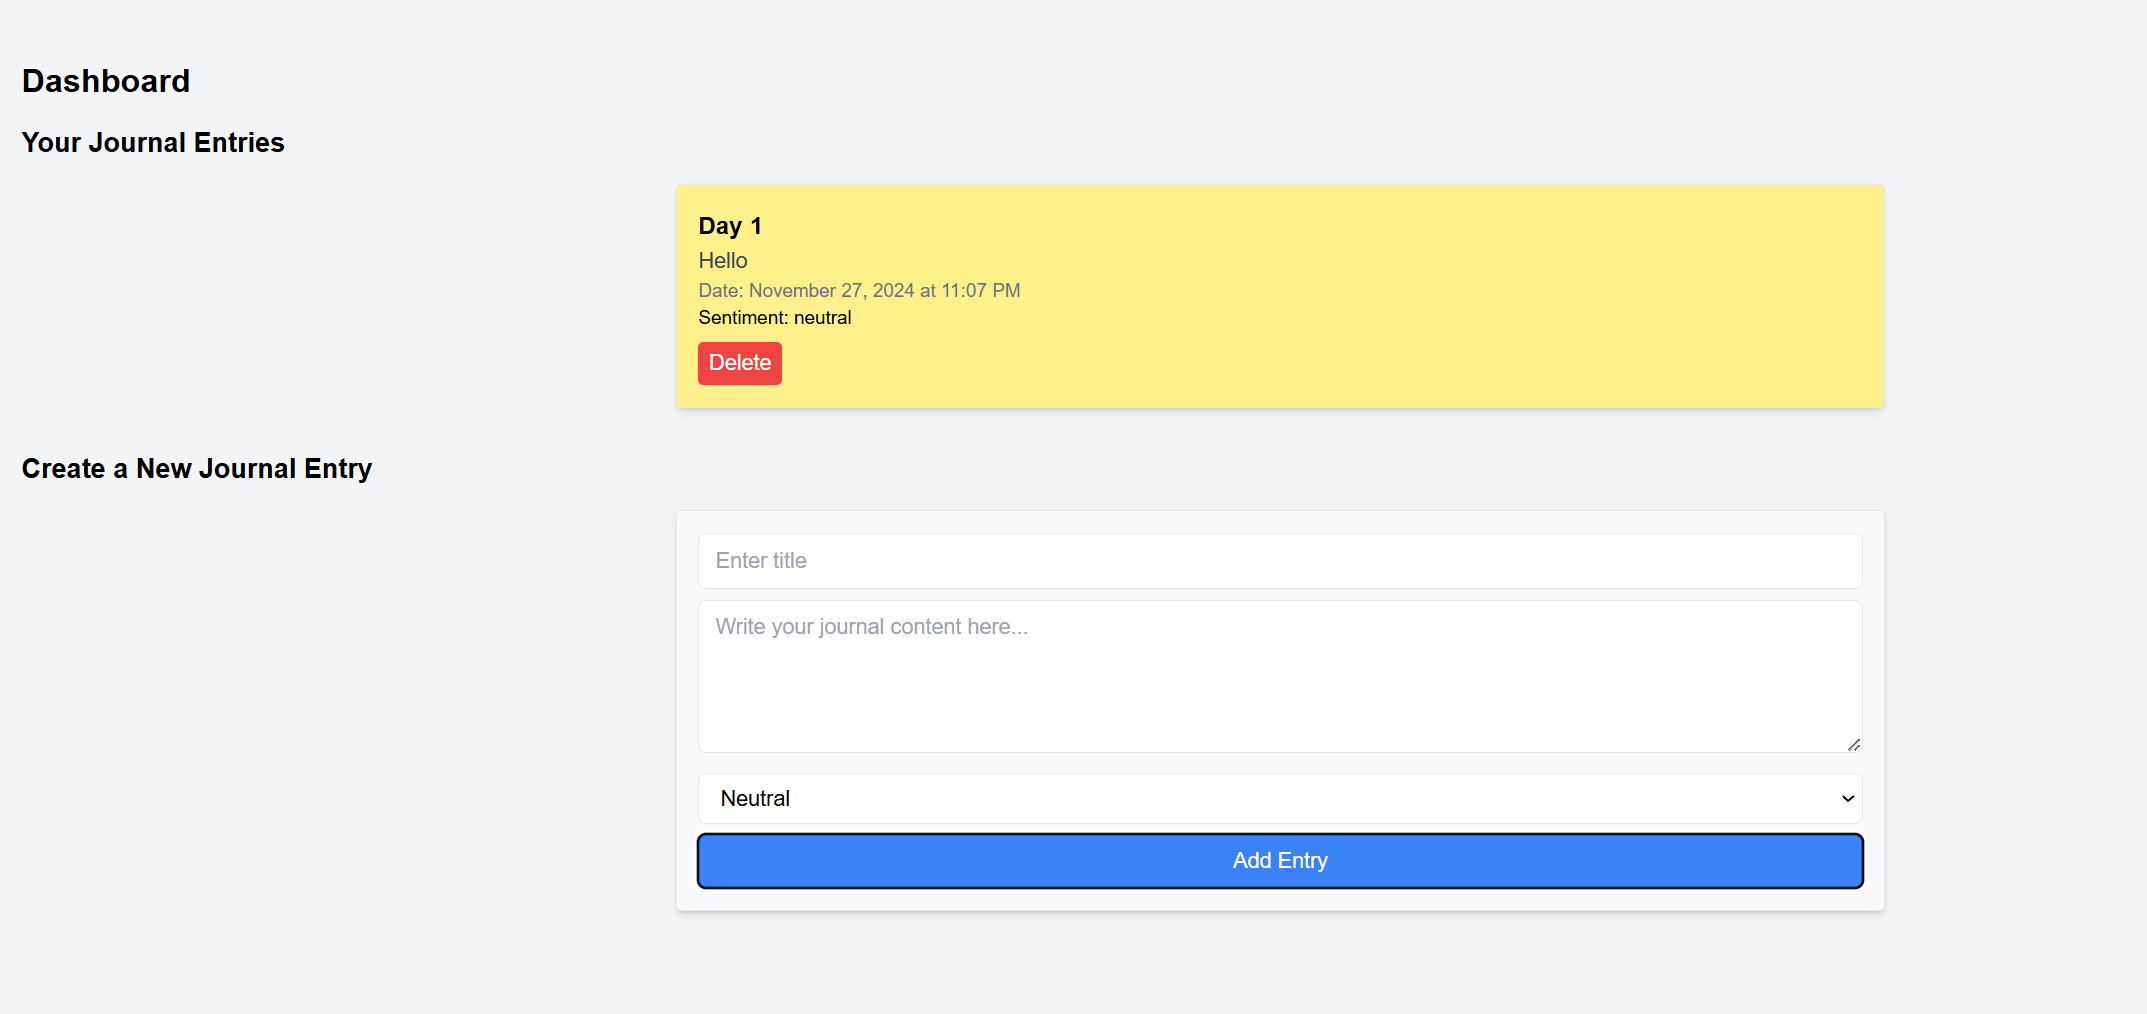 Dashboard
Your Journal Entries
Day 1
Hello
Date: November 27, 2024 at 11:07 PM
Sentiment: neutral
Delete
Create a New Journal Entry
Enter title
Write your journal content here...
Neutral
Add Entry